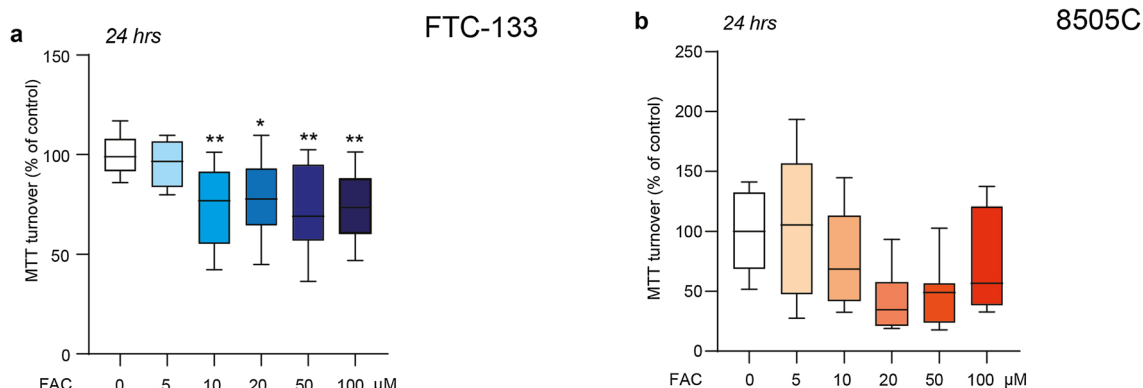 a
24 hrs
FTC-133
150
100
50
0
MTT turnover (% of control)
** * ** **
FAC 0 5 10 20 50 100 µM
b
24 hrs
8505C
250
200
150
100
50
0
MTT turnover (% of control)
FAC 0 5 10 20 50 100 µM